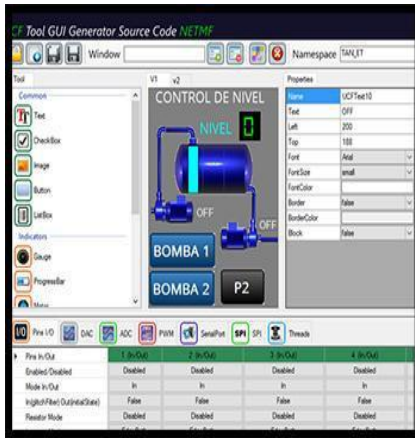 CF Tool GUI Generator Source Code NETMF
Window
Namespace TAN_ET
Tool
V1 v2
Properties
Common
Text
CheckBox
Image
Button
ListBox
Indicators
Gauge
ProgressBar
CONTROL DE NIVEL
NIVEL 0
OFF
OFF
BOMBA 1
BOMBA 2
P2
Name UCFText10
Text OFF
Left 200
Top 188
Font Arial
FontSize small
FontColor
Border false
BorderColor
Block false
I/O Pins I/O DAC ADC PWM SerialPort SPI SPI Threads
Pins In/Out 1 (In/Out) 2 (In/Out) 3 (In/Out) 4 (In/Out)
Enabled/Disabled Disabled Disabled Disabled Disabled
Mode In/Out In In In In
In(glitchFilter) Out(initialState) False False False False
Resistor Mode Disabled Disabled Disabled Disabled